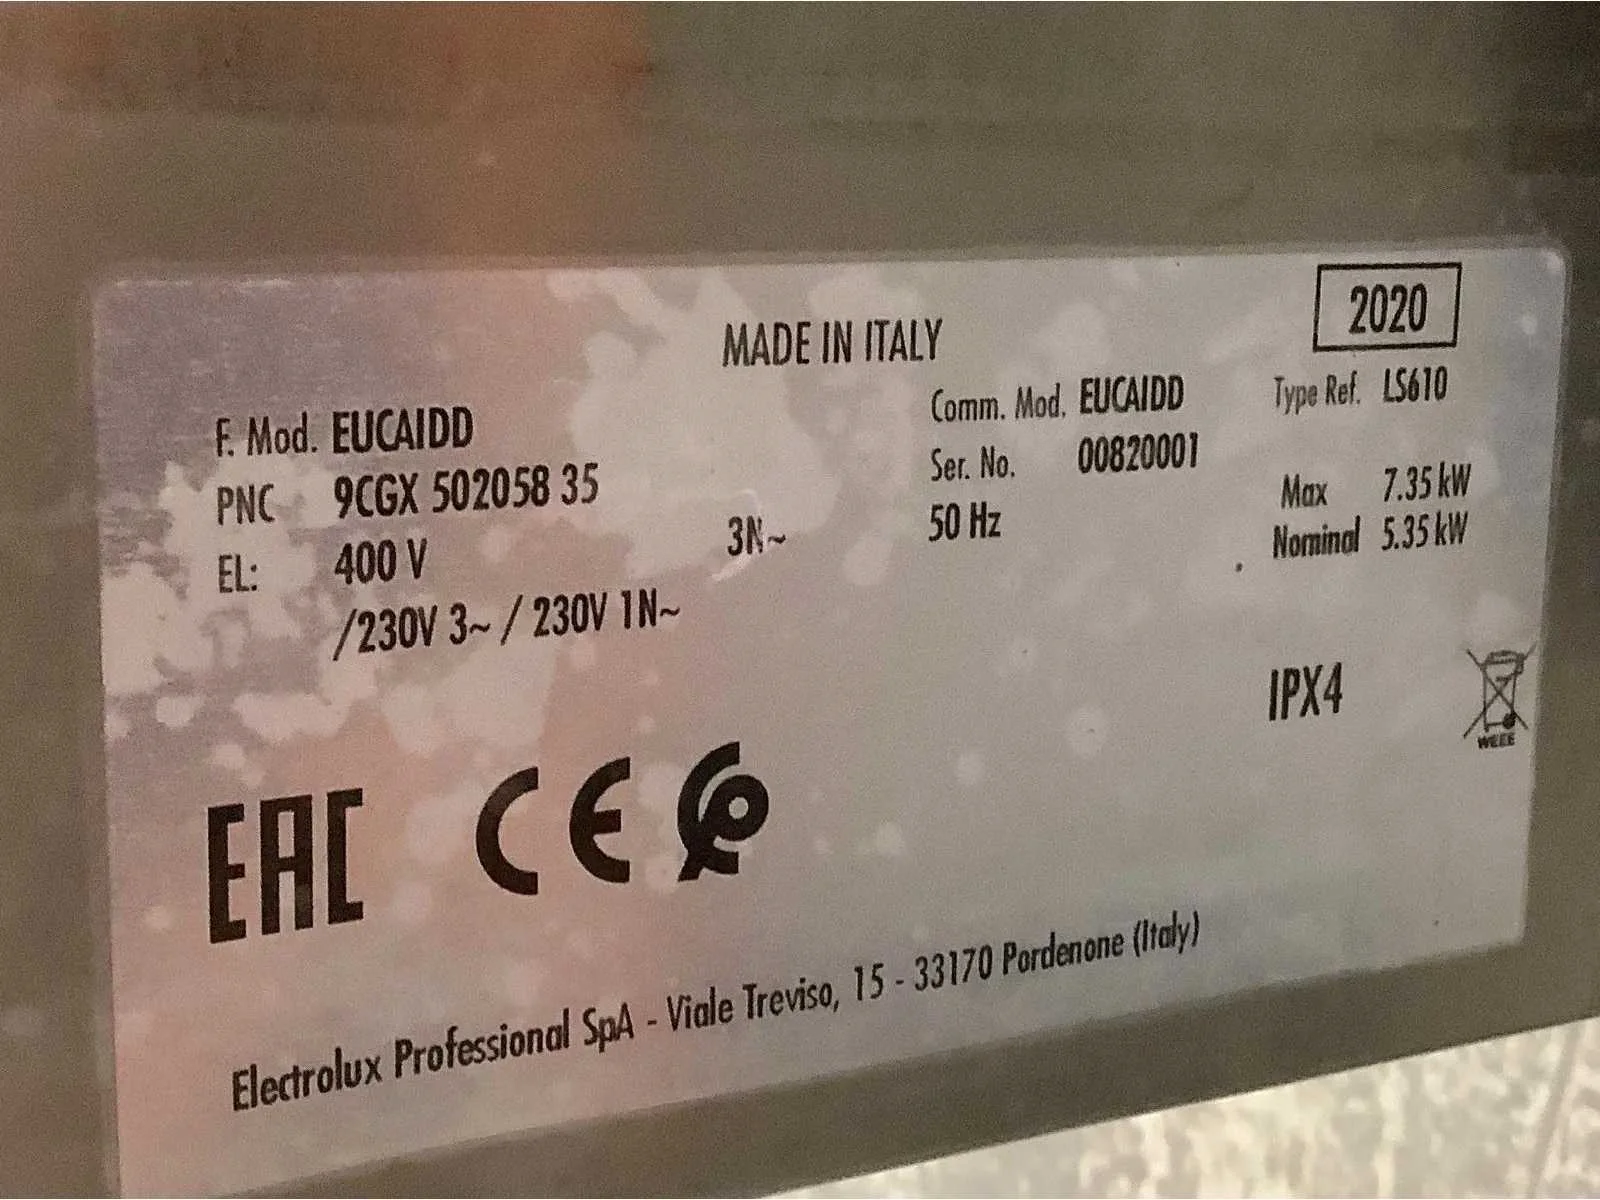 2020
MADE IN ITALY
F. Mod. EUCAIDD Comm. Mod. EUCAIDD Type Ref. LS610
PNC 9CGX 502058 35 Ser. No. 00820001 Max 7.35 kW
EL: 400 V 3N~ 50 Hz Nominal 5.35 kW
/230V 3~ / 230V 1N~
IPX4
WEEE
EAC CE
Electrolux Professional SpA - Viale Treviso, 15 - 33170 Pordenone (Italy)